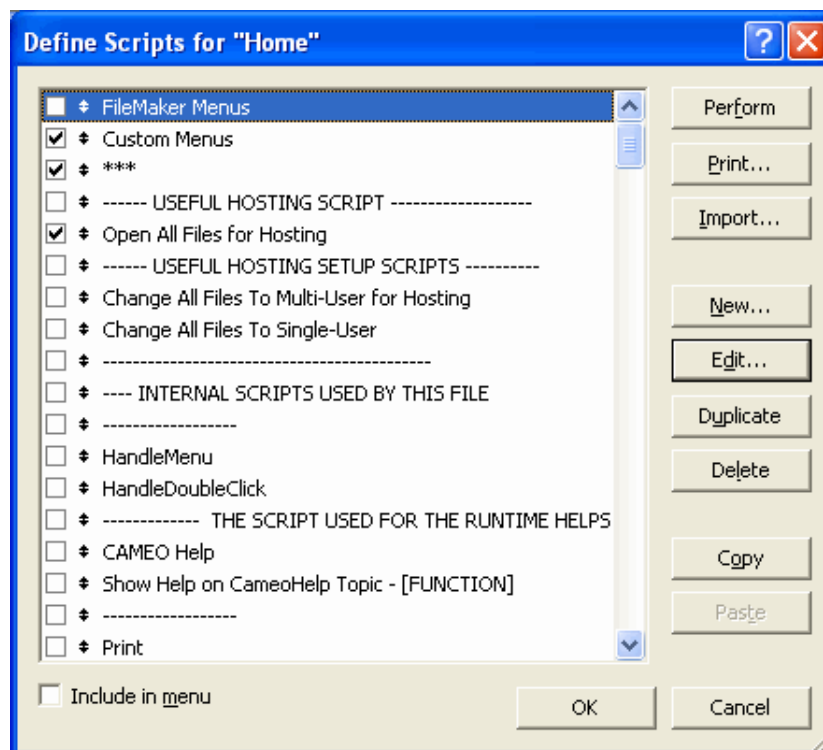 Define Scripts for "Home"
FileMaker Menus
Custom Menus
***
------ USEFUL HOSTING SCRIPT -------------------
Open All Files for Hosting
------ USEFUL HOSTING SETUP SCRIPTS ----------
Change All Files To Multi-User for Hosting
Change All Files To Single-User
--------------------------------------------
---- INTERNAL SCRIPTS USED BY THIS FILE
------------------
HandleMenu
HandleDoubleClick
------------- THE SCRIPT USED FOR THE RUNTIME HELPS
CAMEO Help
Show Help on CameoHelp Topic - [FUNCTION]
------------------
Print
Include in menu
Perform
Print...
Import...
New...
Edit...
Duplicate
Delete
Copy
Paste
OK
Cancel